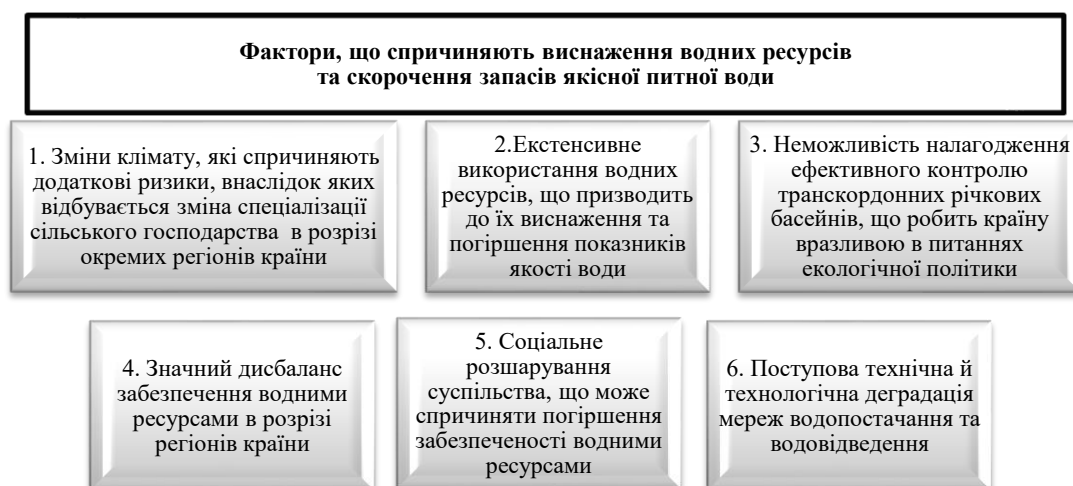 Фактори, що спричиняють виснаження водних ресурсів
та скорочення запасів якісної питної води
1. Зміни клімату, які спричиняють
додаткові ризики, внаслідок яких
відбувається зміна спеціалізації
сільського господарства в розрізі
окремих регіонів країни
2.Екстенсивне
використання водних
ресурсів, що призводить
до їх виснаження та
погіршення показників
якості води
3. Неможливість налагодження
ефективного контролю
транскордонних річкових
басейнів, що робить країну
вразливою в питаннях
екологічної політики
4. Значний дисбаланс
забезпечення водними
ресурсами в розрізі
регіонів країни
5. Соціальне
розшарування
суспільства, що може
спричиняти погіршення
забезпеченості водними
ресурсами
6. Поступова технічна й
технологічна деградація
мереж водопостачання та
водовідведення